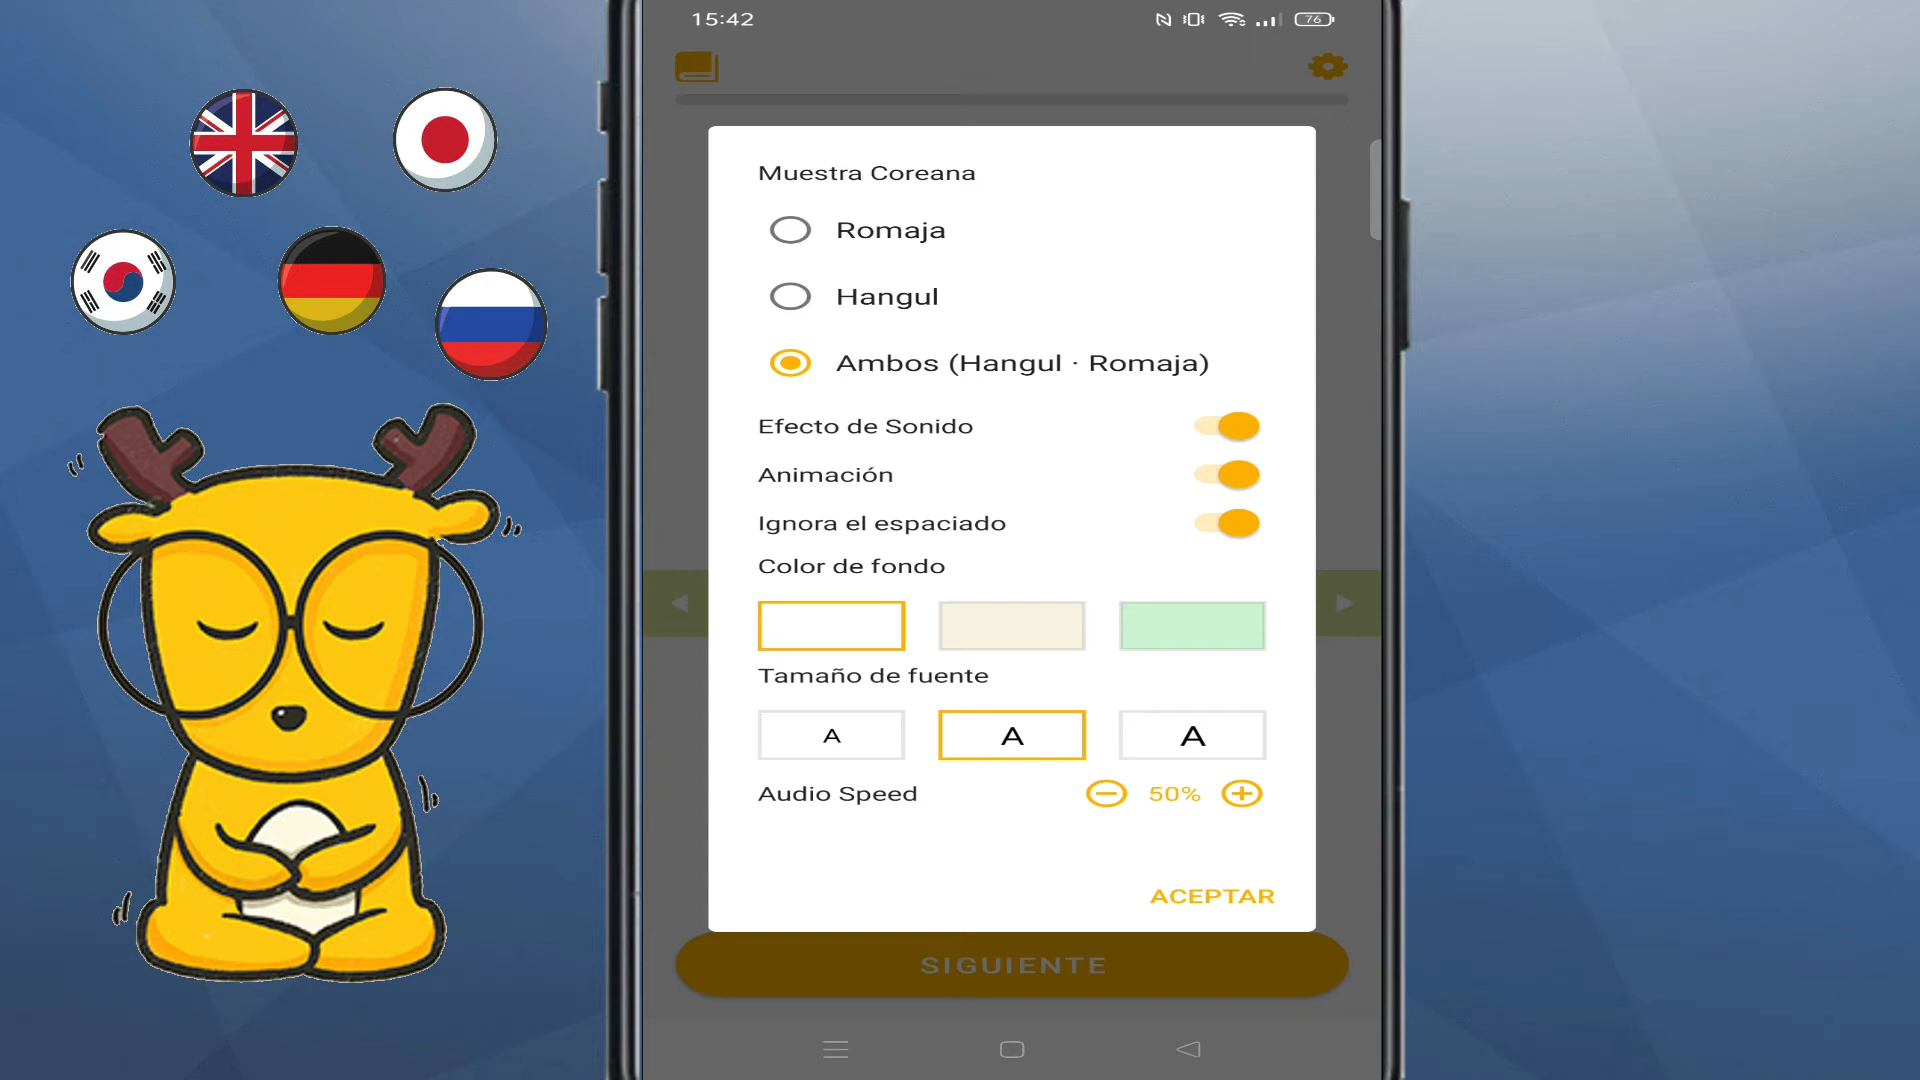 15:42
76
Muestra Coreana
Romaja
Hangul
Ambos (Hangul · Romaja)
Efecto de Sonido
Animación
Ignora el espaciado
Color de fondo
Tamaño de fuente
A A A
Audio Speed 50%
ACEPTAR
SIGUIENTE